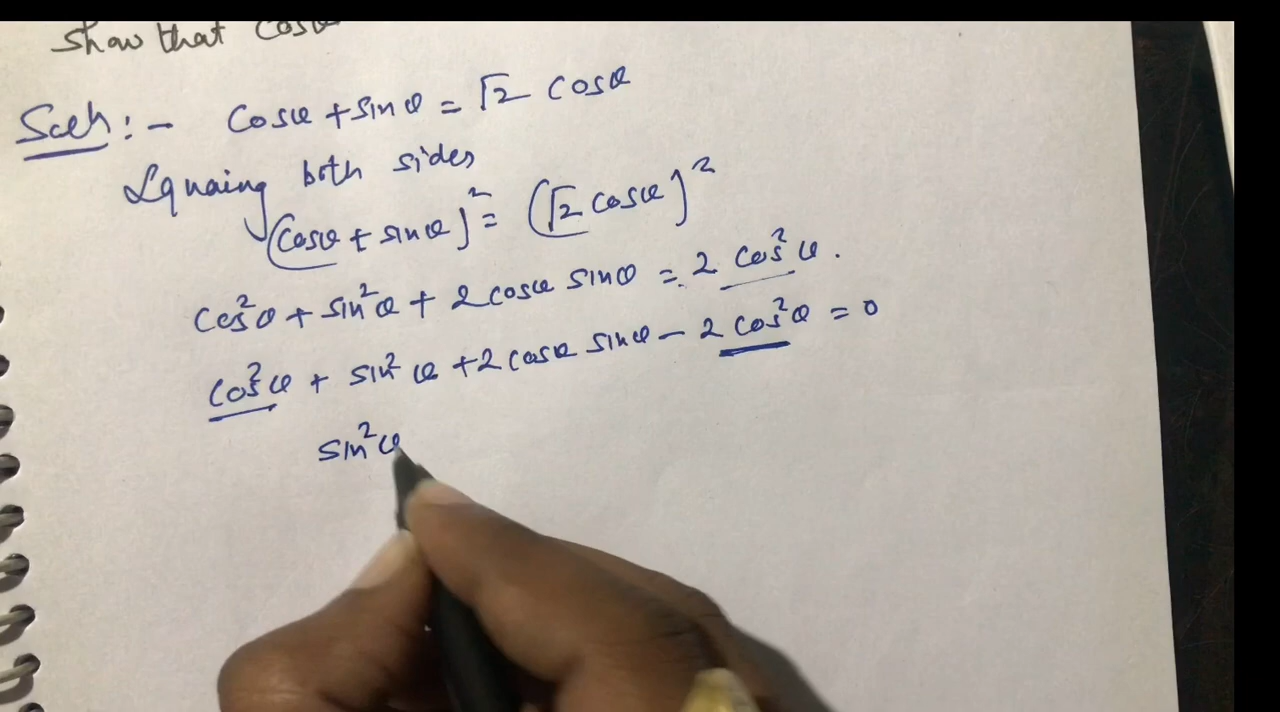 show that Cosθ
Soln:- Cosθ + sinθ = √2 Cosθ
Squaring both sides
(Cosθ + sinθ)² = (√2 cosθ)²
Cos²θ + sin²θ + 2 cosθ sinθ = 2 Cos²θ.
Cos²θ + sin²θ + 2 cosθ sinθ - 2 Cos²θ = 0
sin²θ